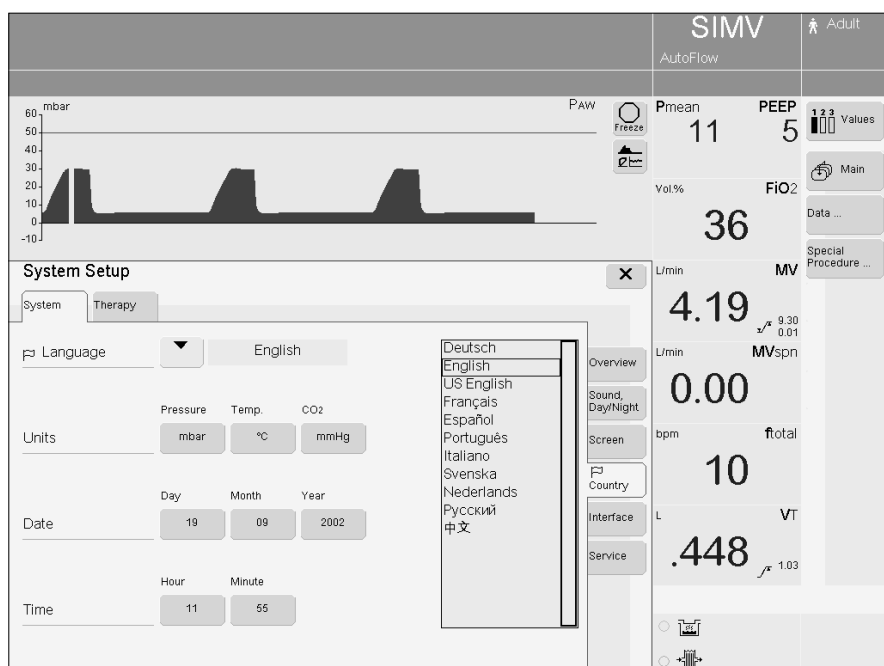 SIMV
AutoFlow
Adult
mbar
PAW
60
50
40
30
20
10
0
-10
Freeze
Pmean
PEEP
11
5
1 2 3
Values
Main
Data ...
Special
Procedure ...
Vol.%
FiO2
36
L/min
MV
4.19
9.30
0.01
L/min
MVspn
0.00
bpm
ftotal
10
L
VT
.448
1.03
System Setup
System
Therapy
Language
English
Deutsch
English
US English
Français
Español
Português
Italiano
Svenska
Nederlands
Русский
中文
Pressure
Temp.
CO2
Units
mbar
°C
mmHg
Day
Month
Year
Date
19
09
2002
Hour
Minute
Time
11
55
Overview
Sound,
Day/Night
Screen
Country
Interface
Service